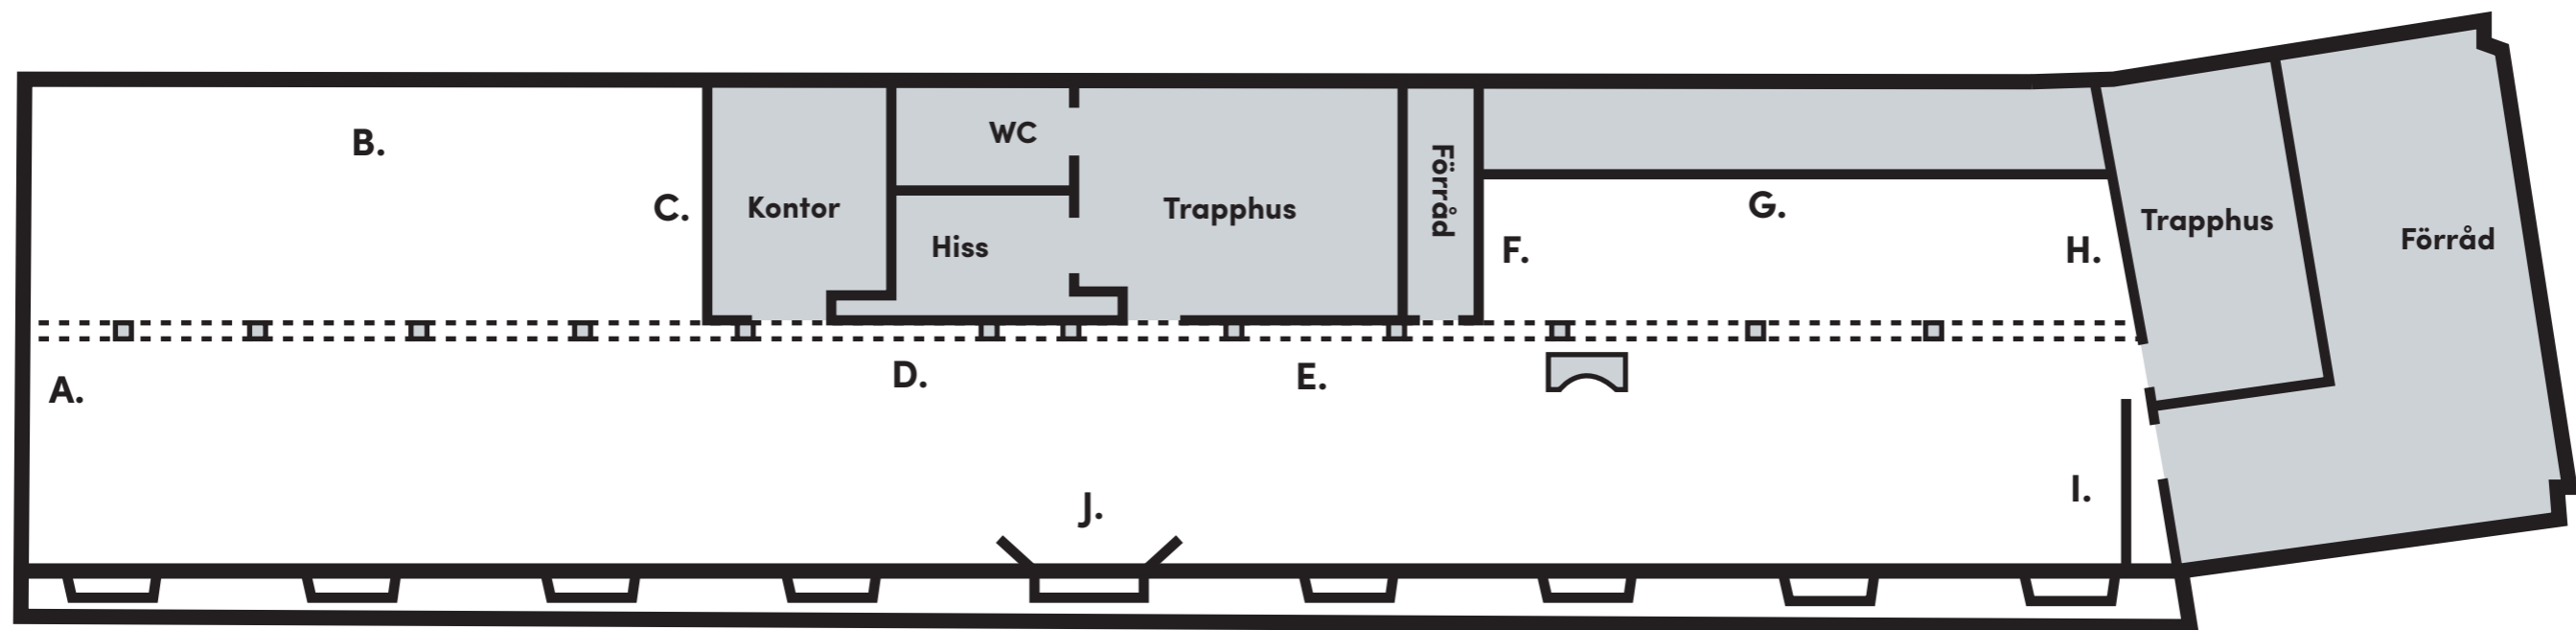 B.
C.
Kontor
WC
Hiss
Trapphus
Förråd
F.
G.
H.
Trapphus
Förråd
A.
D.
E.
I.
J.